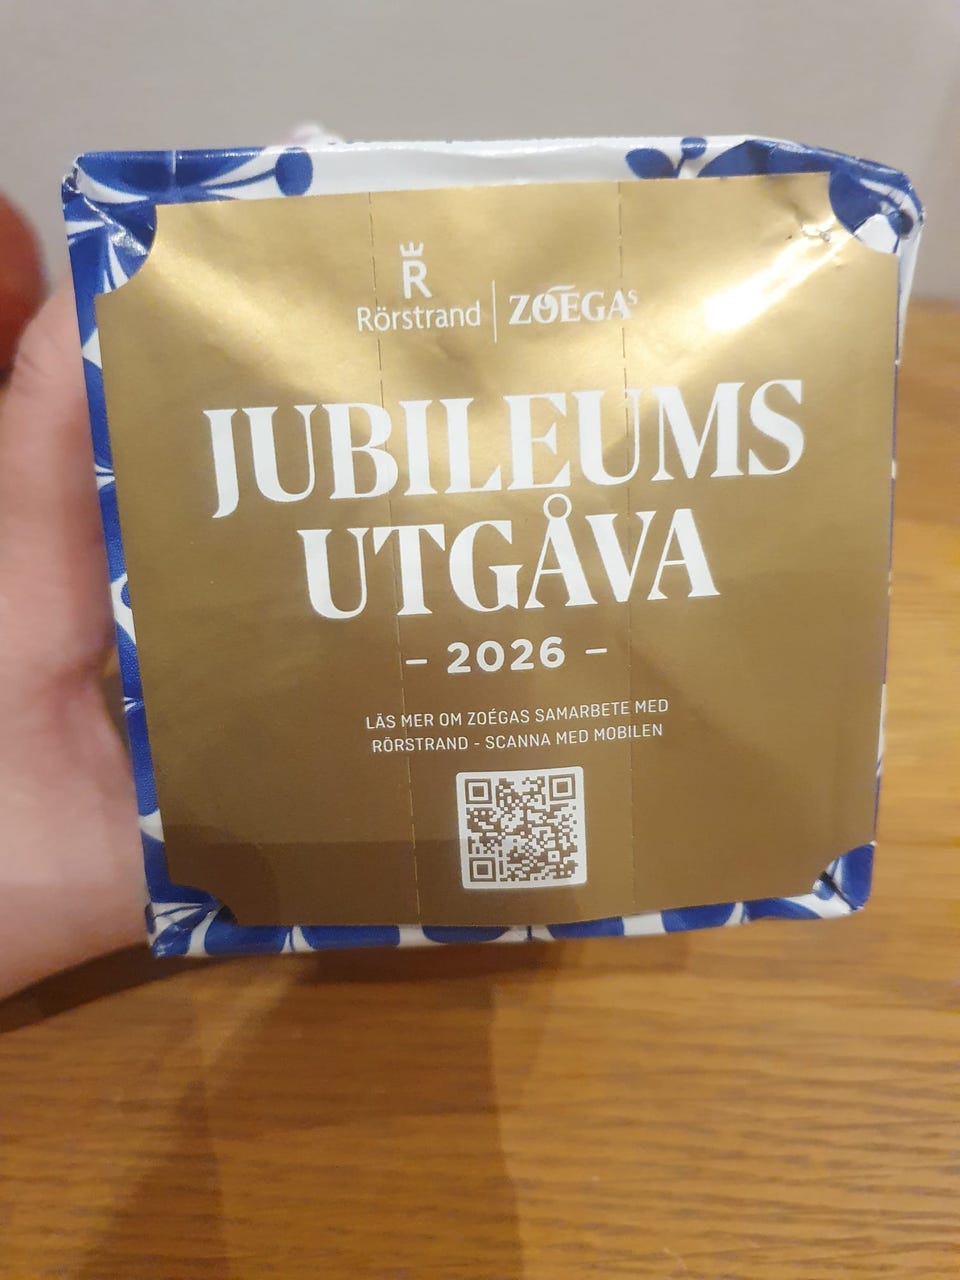 R
Rörstrand | ZOÉGAS
JUBILEUMS
UTGÅVA
– 2026 –
LÄS MER OM ZOÉGAS SAMARBETE MED
RÖRSTRAND - SCANNA MED MOBILEN